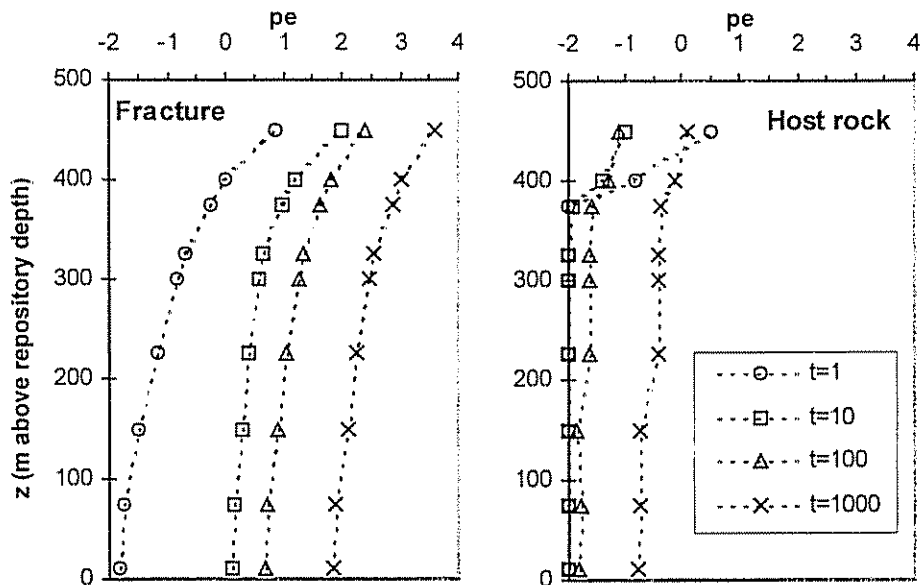 pe
pe
-2 -1 0 1 2 3 4
-2 -1 0 1 2 3 4
500
400
300
200
100
0
500
400
300
200
100
0
z (m above repository depth)
Fracture
Host rock
t=1
t=10
t=100
t=1000